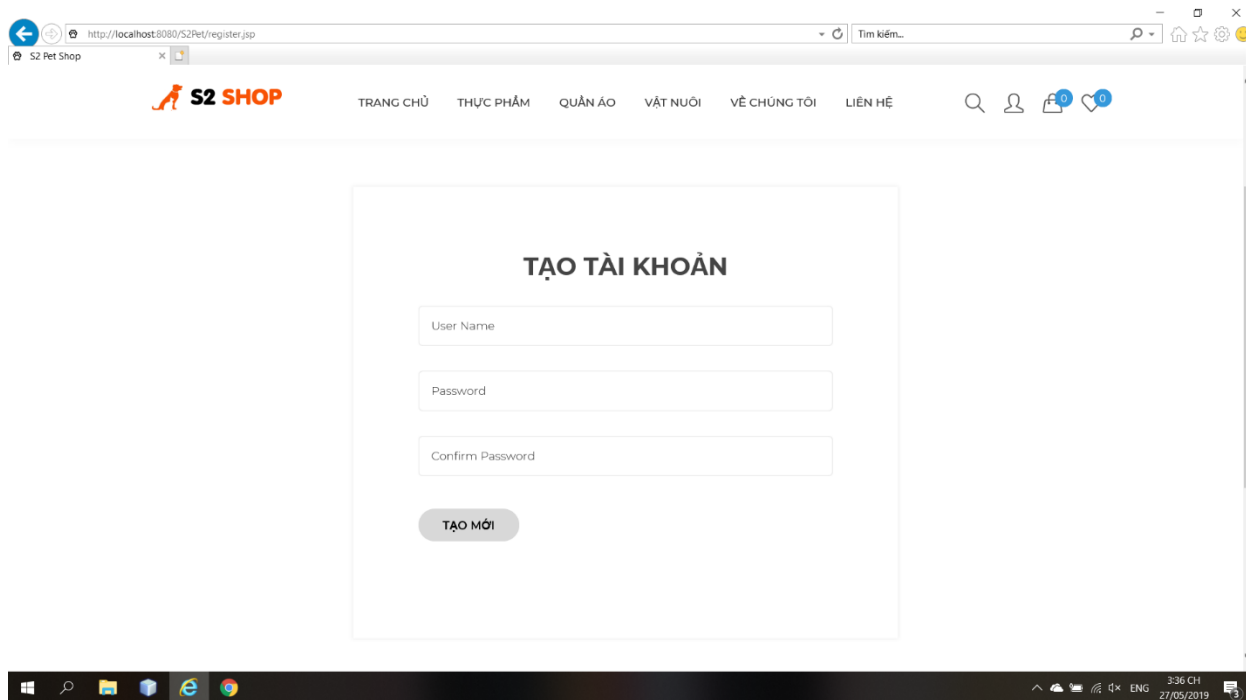 http://localhost:8080/S2Pet/register.jsp
Tìm kiếm...
S2 Pet Shop
S2 SHOP
TRANG CHỦ THỰC PHẨM QUẦN ÁO VẬT NUÔI VỀ CHÚNG TÔI LIÊN HỆ
0 0
TẠO TÀI KHOẢN
User Name
Password
Confirm Password
TẠO MỚI
ENG
3:36 CH
27/05/2019
3